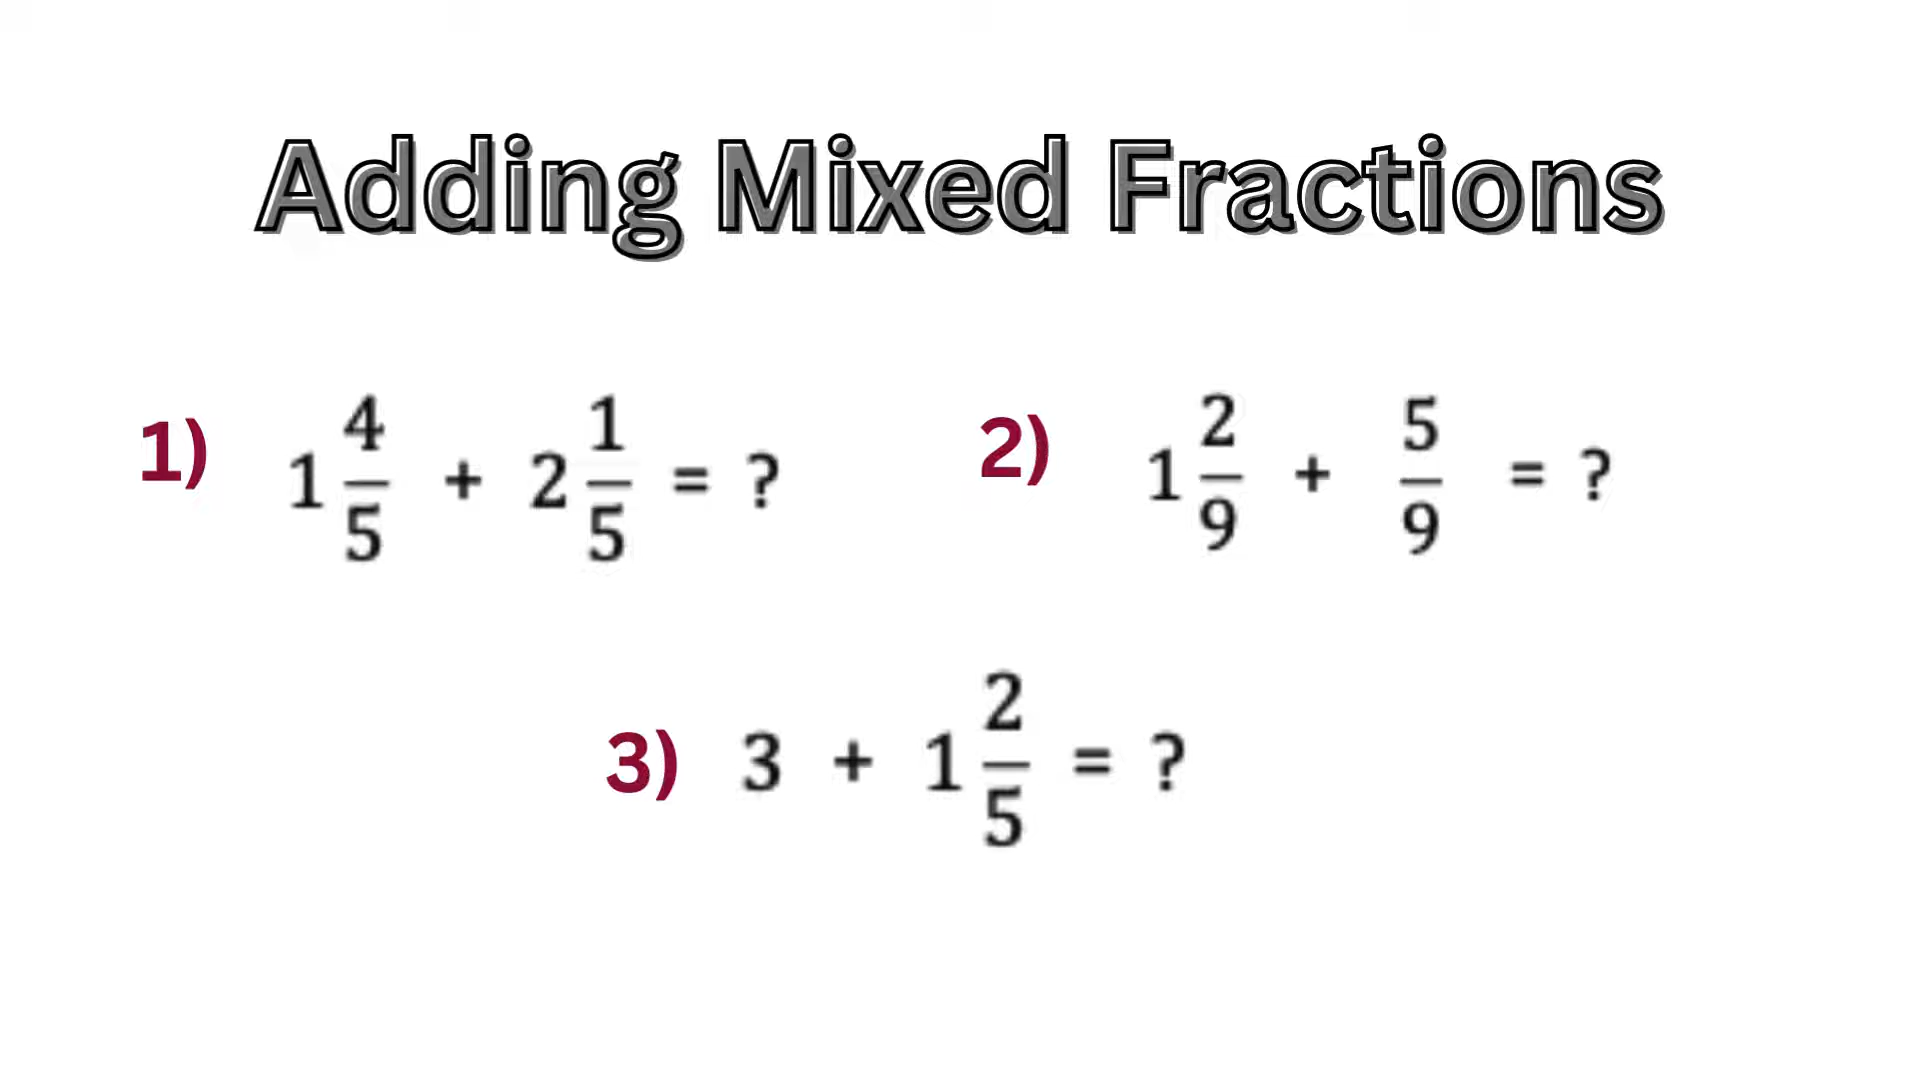 Adding Mixed Fractions
1) 1 4/5 + 2 1/5 = ?
2) 1 2/9 + 5/9 = ?
3) 3 + 1 2/5 = ?